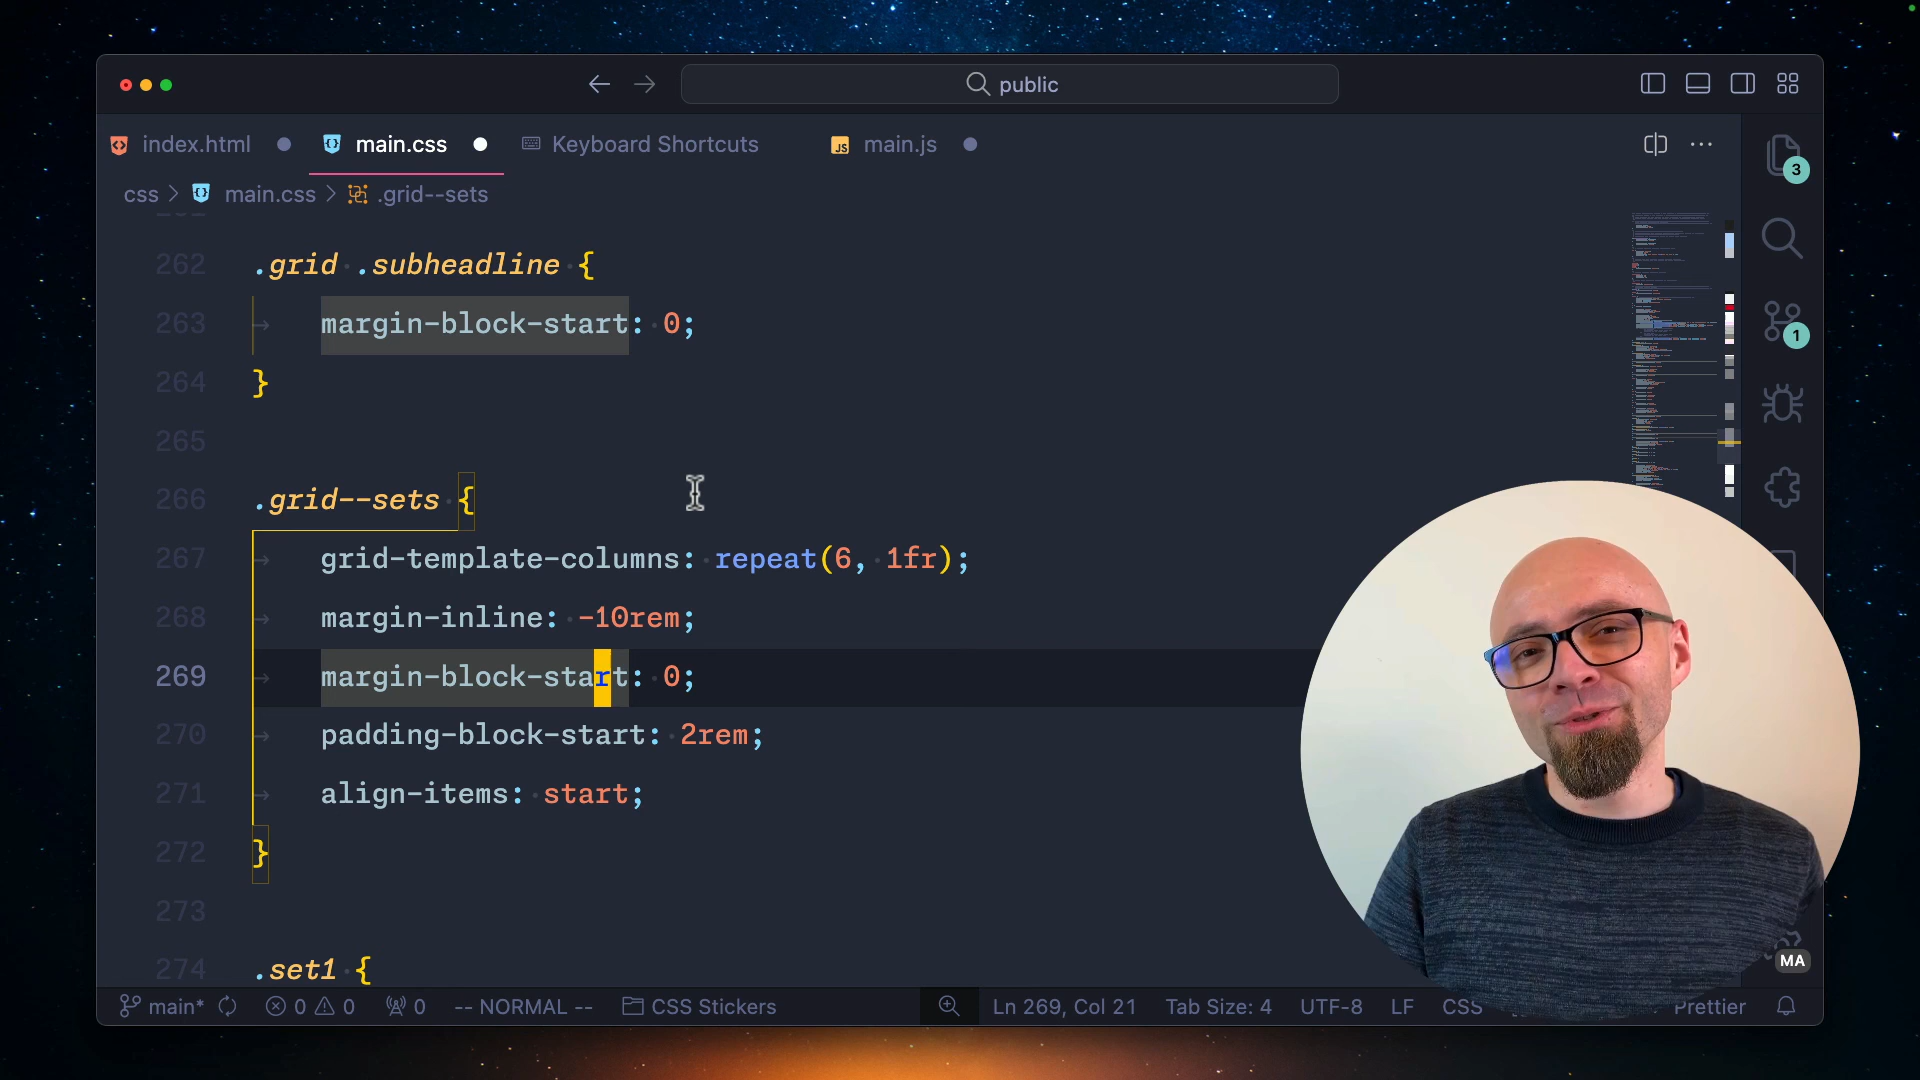 public
index.html main.css Keyboard Shortcuts JS main.js
css > main.css > .grid--sets
262 .grid .subheadline {
263 margin-block-start: 0;
264 }
265
266 .grid--sets {
267 grid-template-columns: repeat(6, 1fr);
268 margin-inline: -10rem;
269 margin-block-start: 0;
270 padding-block-start: 2rem;
271 align-items: start;
272 }
273
274 .set1 {
3
1
MA
main* 0 0 0 -- NORMAL -- CSS Stickers Ln 269, Col 21 Tab Size: 4 UTF-8 LF CSS Prettier